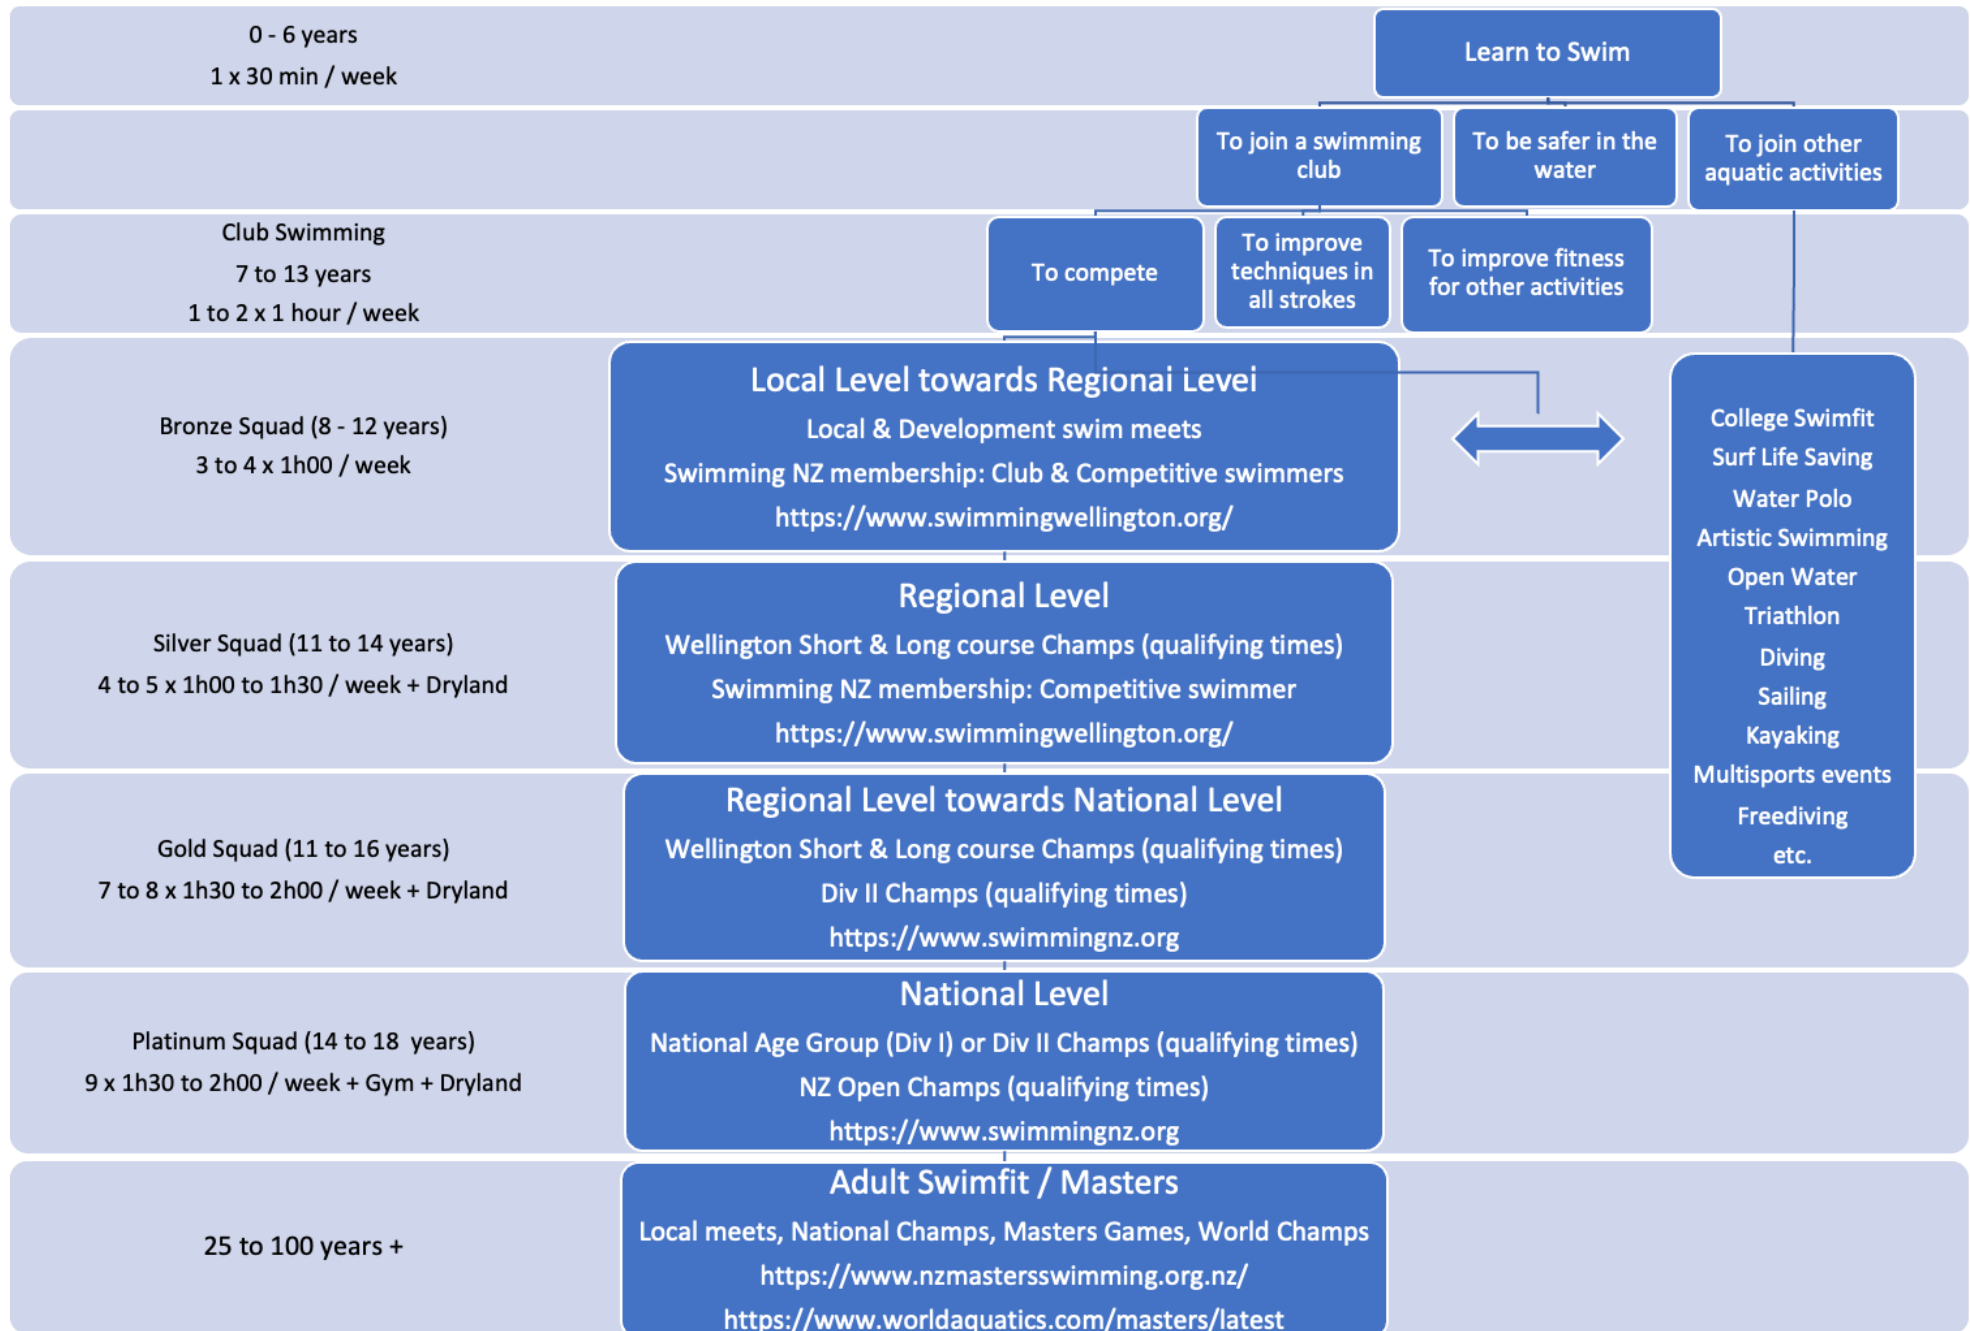 0 - 6 years
1 x 30 min / week
Learn to Swim
To join a swimming
club
To be safer in the
water
To join other
aquatic activities
Club Swimming
7 to 13 years
1 to 2 x 1 hour / week
To compete
To improve
techniques in
all strokes
To improve fitness
for other activities
Bronze Squad (8 - 12 years)
3 to 4 x 1h00 / week
Local Level towards Regional Level
Local & Development swim meets
Swimming NZ membership: Club & Competitive swimmers
https://www.swimmingwellington.org/
College Swimfit
Surf Life Saving
Water Polo
Artistic Swimming
Open Water
Triathlon
Diving
Sailing
Kayaking
Multisports events
Freediving
etc.
Silver Squad (11 to 14 years)
4 to 5 x 1h00 to 1h30 / week + Dryland
Regional Level
Wellington Short & Long course Champs (qualifying times)
Swimming NZ membership: Competitive swimmer
https://www.swimmingwellington.org/
Gold Squad (11 to 16 years)
7 to 8 x 1h30 to 2h00 / week + Dryland
Regional Level towards National Level
Wellington Short & Long course Champs (qualifying times)
Div II Champs (qualifying times)
https://www.swimmingnz.org
Platinum Squad (14 to 18  years)
9 x 1h30 to 2h00 / week + Gym + Dryland
National Level
National Age Group (Div I) or Div II Champs (qualifying times)
NZ Open Champs (qualifying times)
https://www.swimmingnz.org
25 to 100 years +
Adult Swimfit / Masters
Local meets, National Champs, Masters Games, World Champs
https://www.nzmastersswimming.org.nz/
https://www.worldaquatics.com/masters/latest